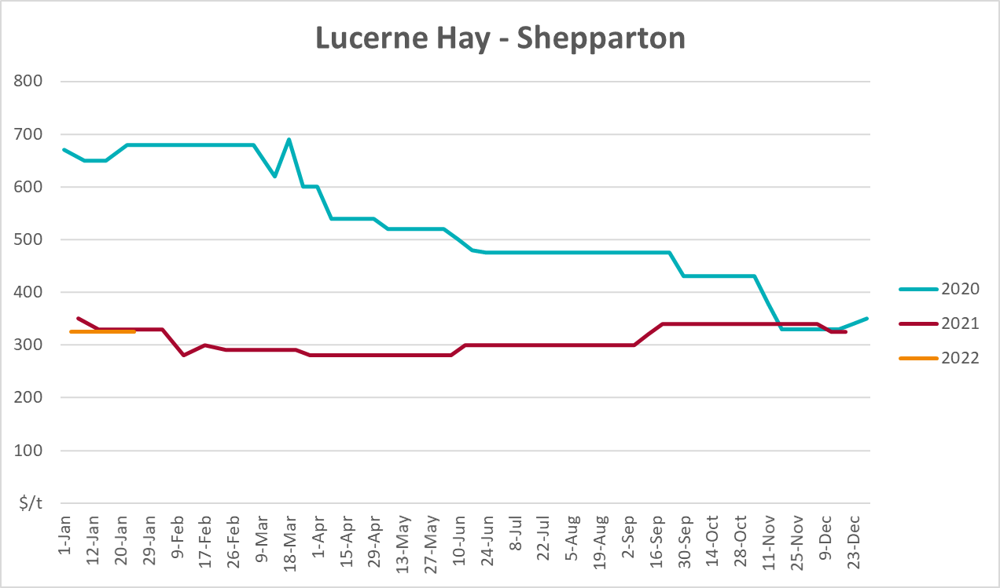 Lucerne Hay - Shepparton
800
700
600
500
400
300
200
100
$/t
1-Jan
12-Jan
20-Jan
29-Jan
9-Feb
17-Feb
26-Feb
9-Mar
18-Mar
1-Apr
15-Apr
29-Apr
13-May
27-May
10-Jun
24-Jun
8-Jul
22-Jul
5-Aug
19-Aug
2-Sep
16-Sep
30-Sep
14-Oct
28-Oct
11-Nov
25-Nov
9-Dec
23-Dec
2020
2021
2022